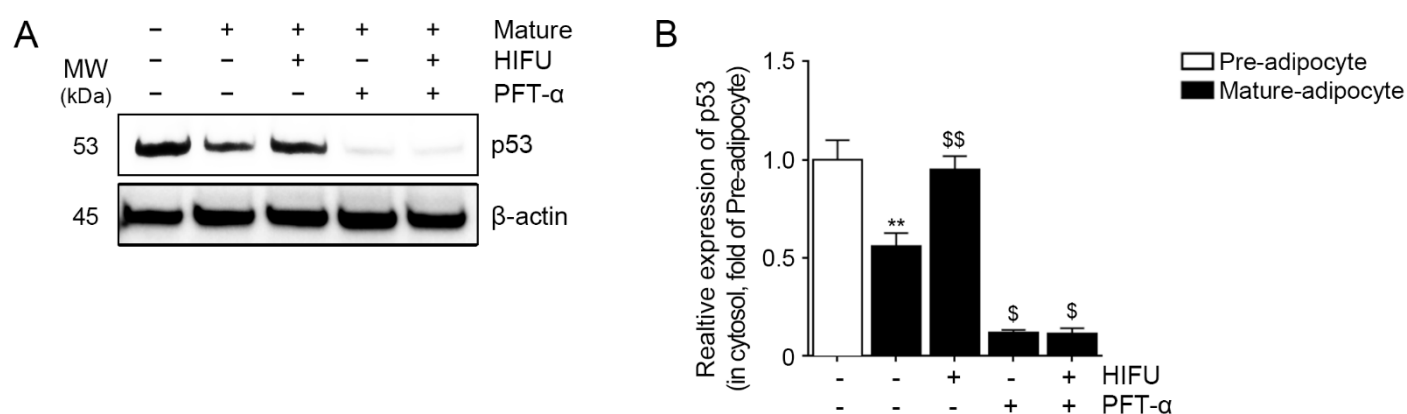 A
– + + + + Mature
– – + – + HIFU
– – – + + PFT-α
MW
(kDa)
53 p53
45 β-actin
B
Realtive expression of p53
(in cytosol, fold of Pre-adipocyte)
1.5
1.0
0.5
0
**
$$
$
$
- - + - + HIFU
- - - + + PFT-α
Pre-adipocyte
Mature-adipocyte